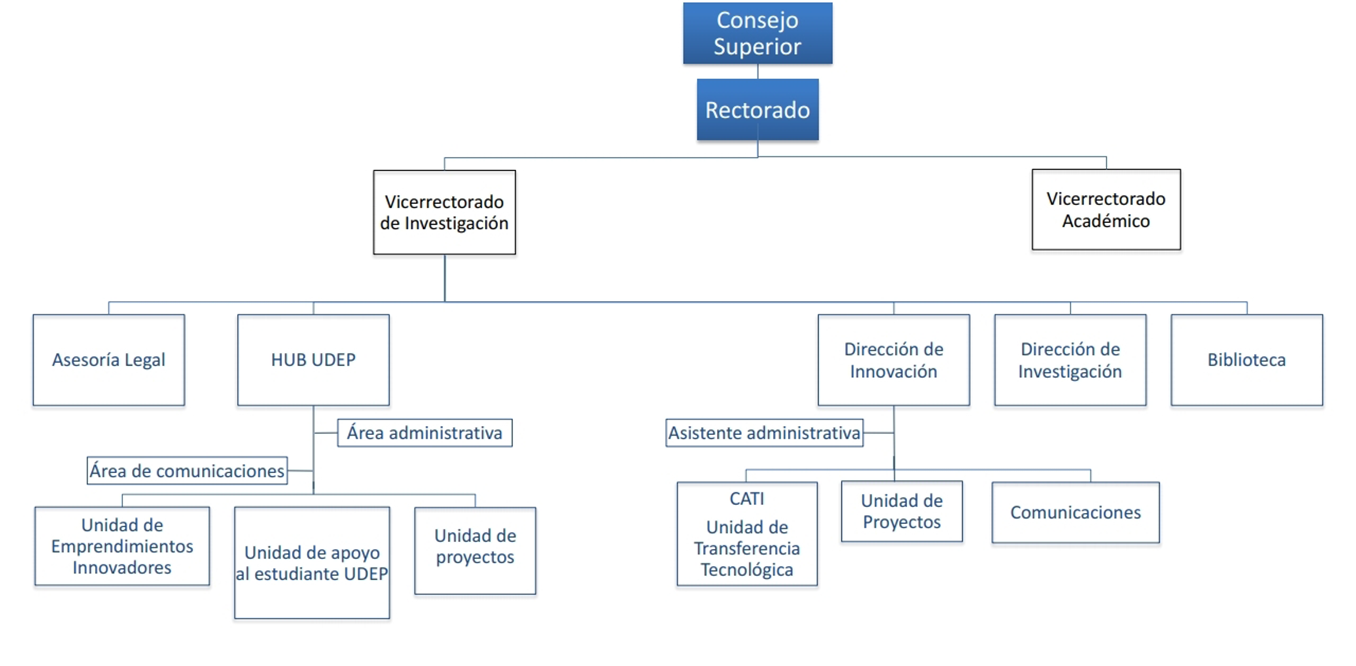 Consejo
Superior
Rectorado
Vicerrectorado
de Investigación
Vicerrectorado
Académico
Asesoría Legal
HUB UDEP
Dirección de
Innovación
Dirección de
Investigación
Biblioteca
Área administrativa
Asistente administrativa
Área de comunicaciones
Unidad de
Emprendimientos
Innovadores
Unidad de apoyo
al estudiante UDEP
Unidad de
proyectos
CATI
Unidad de
Transferencia
Tecnológica
Unidad de
Proyectos
Comunicaciones